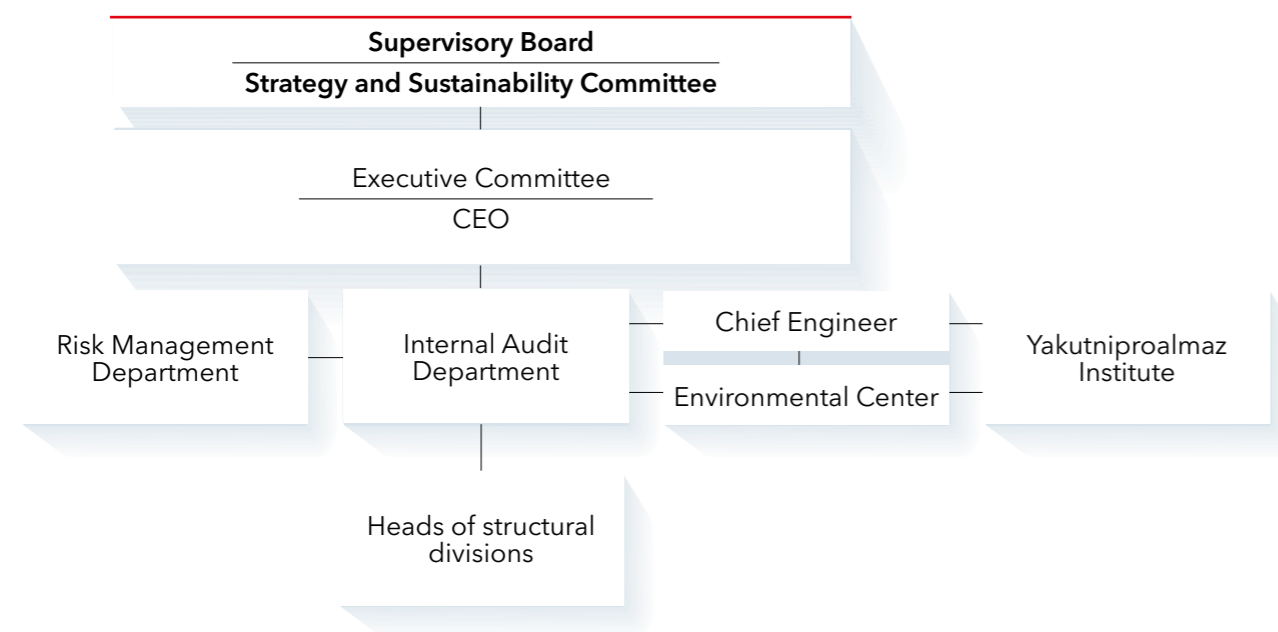 Supervisory Board
Strategy and Sustainability Committee
Executive Committee
CEO
Risk Management
Department
Internal Audit
Department
Chief Engineer
Environmental Center
Yakutniproalmaz
Institute
Heads of structural
divisions